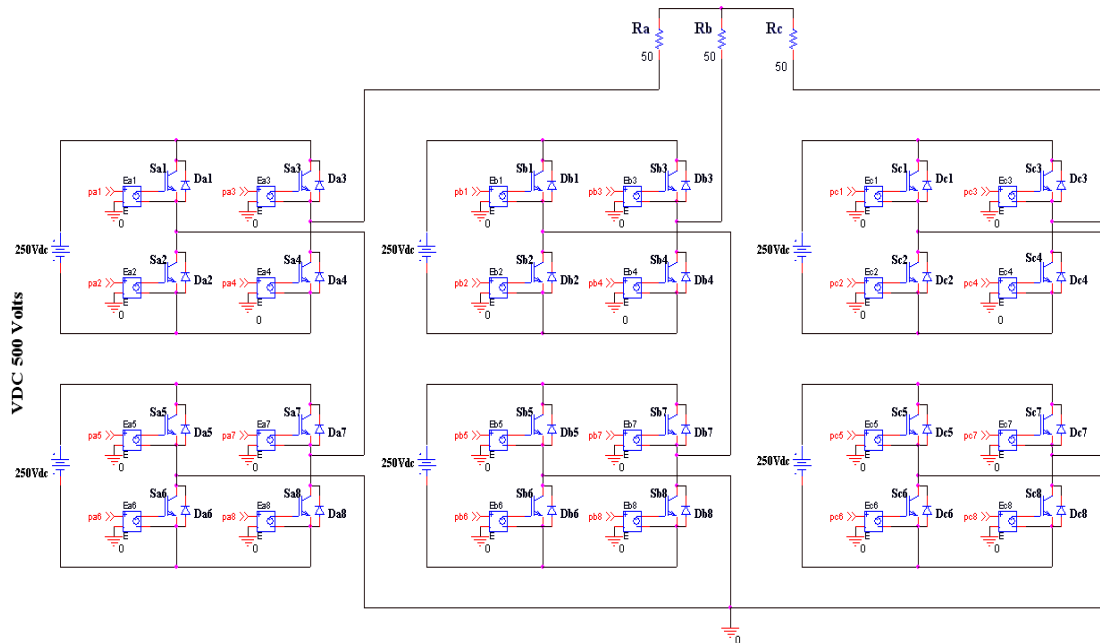 Ra Rb Rc
50 50 50
Sa1 Sa3 Sb1 Sb3 Sc1 Sc3
Ea1 Da1 Ea3 Da3 Eb1 Db1 Eb3 Db3 Ec1 Dc1 Ec3 Dc3
pa1 pa3 pb1 pb3 pc1 pc3
E E E E E E
0 0 0 0 0 0
250Vdc 250Vdc 250Vdc
Sa2 Sa4 Sb2 Sb4 Sc2 Sc4
Ea2 Da2 Ea4 Da4 Eb2 Db2 Eb4 Db4 Ec2 Dc2 Ec4 Dc4
pa2 pa4 pb2 pb4 pc2 pc4
E E E E E E
0 0 0 0 0 0
VDC 500 Volts
Sa5 Sa7 Sb5 Sb7 Sc5 Sc7
Ea5 Da5 Ea7 Da7 Eb5 Db5 Eb7 Db7 Ec5 Dc5 Ec7 Dc7
pa5 pa7 pb5 pb7 pc5 pc7
E E E E E E
0 0 0 0 0 0
250Vdc 250Vdc 250Vdc
Sa6 Sa8 Sb6 Sb8 Sc6 Sc8
Ea6 Da6 Ea8 Da8 Eb6 Db6 Eb8 Db8 Ec6 Dc6 Ec8 Dc8
pa6 pa8 pb6 pb8 pc6 pc8
E E E E E E
0 0 0 0 0 0
0